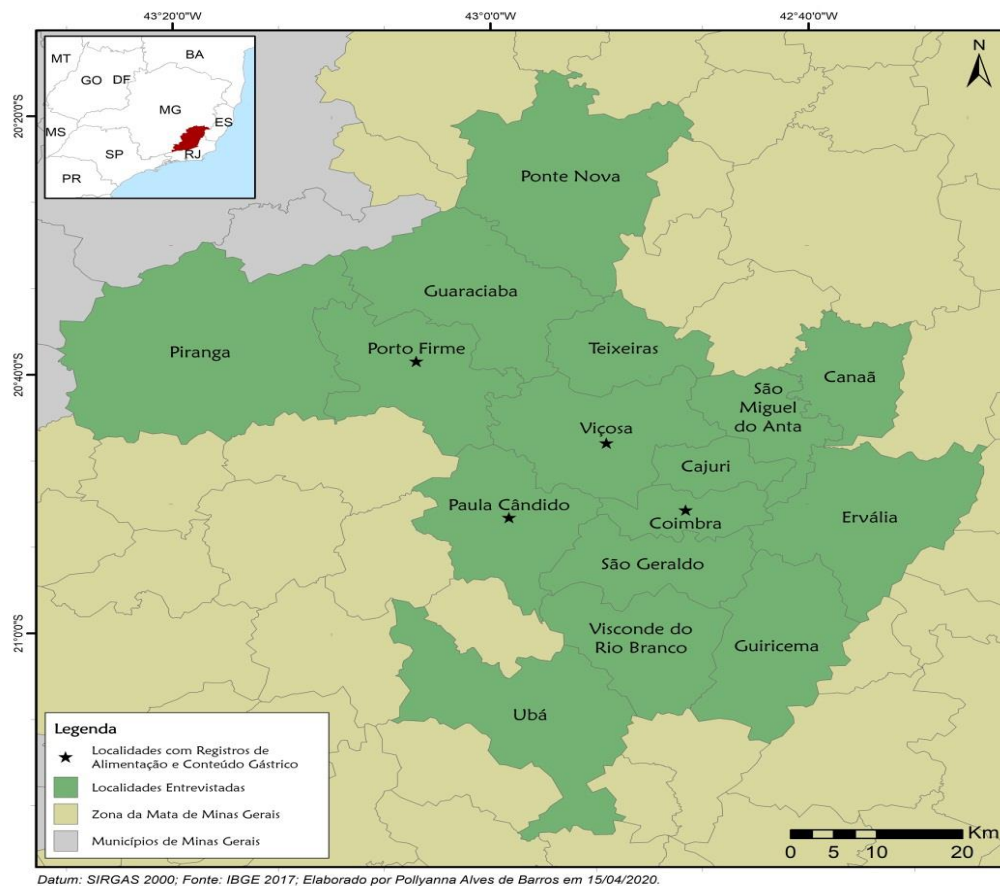 43°20'0"W
43°0'0"W
42°40'0"W
MT
BA
GO
DF
MG
ES
MS
SP
RJ
PR
N
20°20'0"S
20°40'0"S
21°0'0"S
Ponte Nova
Guaraciaba
Piranga
Porto Firme
Teixeiras
Canaã
São
Miguel
do Anta
Viçosa
Cajuri
Paula Cândido
Coimbra
Ervália
São Geraldo
Visconde do
Rio Branco
Guiricema
Ubá
Legenda
Localidades com Registros de
Alimentação e Conteúdo Gástrico
Localidades Entrevistadas
Zona da Mata de Minas Gerais
Municípios de Minas Gerais
Km
0 5 10 20
Datum: SIRGAS 2000; Fonte: IBGE 2017; Elaborado por Pollyanna Alves de Barros em 15/04/2020.